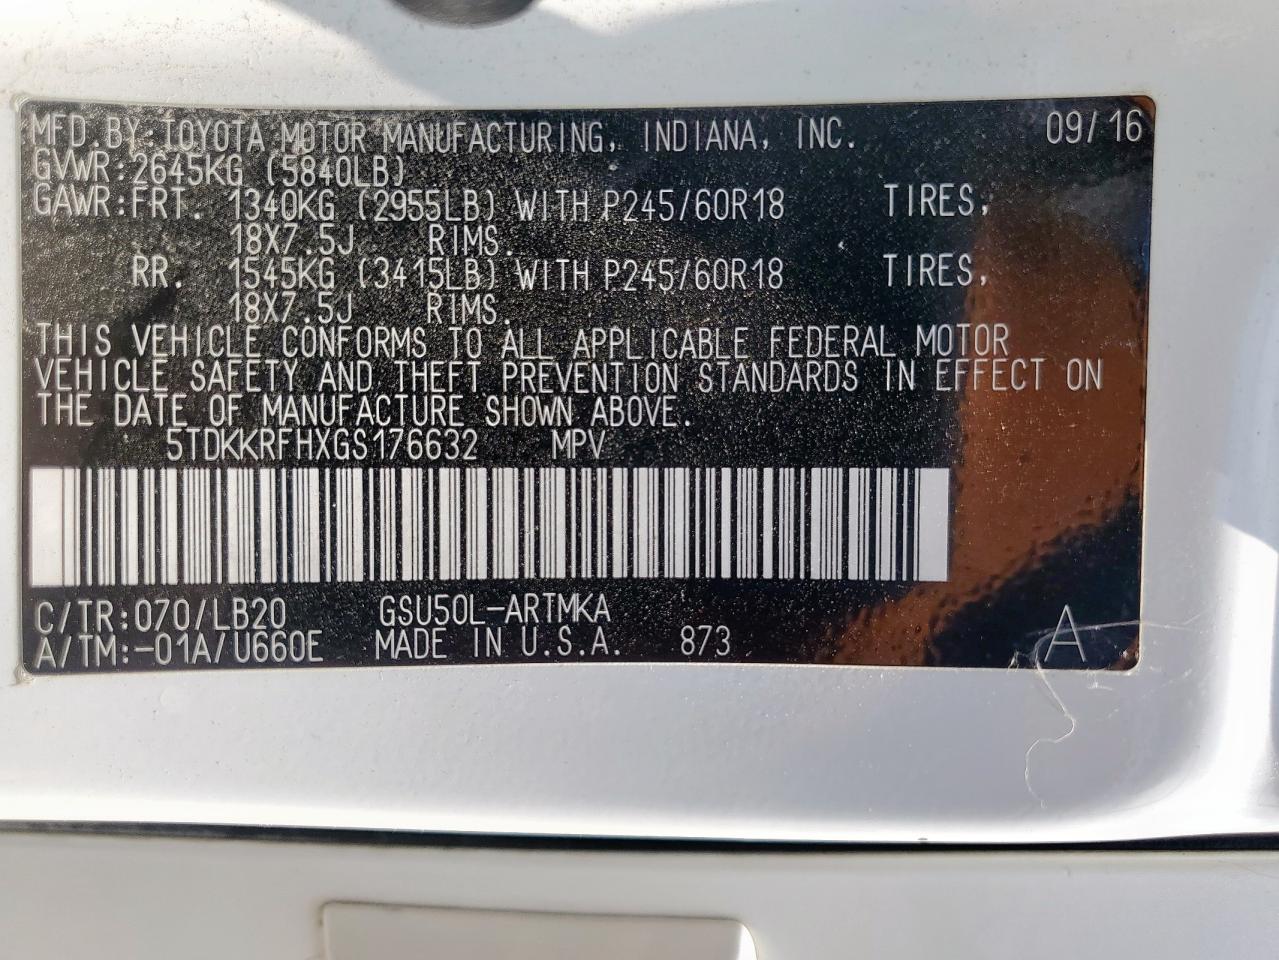 MFD.BY:TOYOTA MOTOR MANUFACTURING, INDIANA, INC. 09/16
GVWR:2645KG (5840LB)
GAWR:FRT. 1340KG (2955LB) WITH P245/60R18 TIRES,
18X7.5J RIMS.
RR. 1545KG (3415LB) WITH P245/60R18 TIRES,
18X7.5J RIMS.
THIS VEHICLE CONFORMS TO ALL APPLICABLE FEDERAL MOTOR
VEHICLE SAFETY AND THEFT PREVENTION STANDARDS IN EFFECT ON
THE DATE OF MANUFACTURE SHOWN ABOVE.
5TDKKRFHXGS176632 MPV
C/TR:070/LB20 GSU50L-ARTMKA
A/TM:-01A/U660E MADE IN U.S.A. 873 A